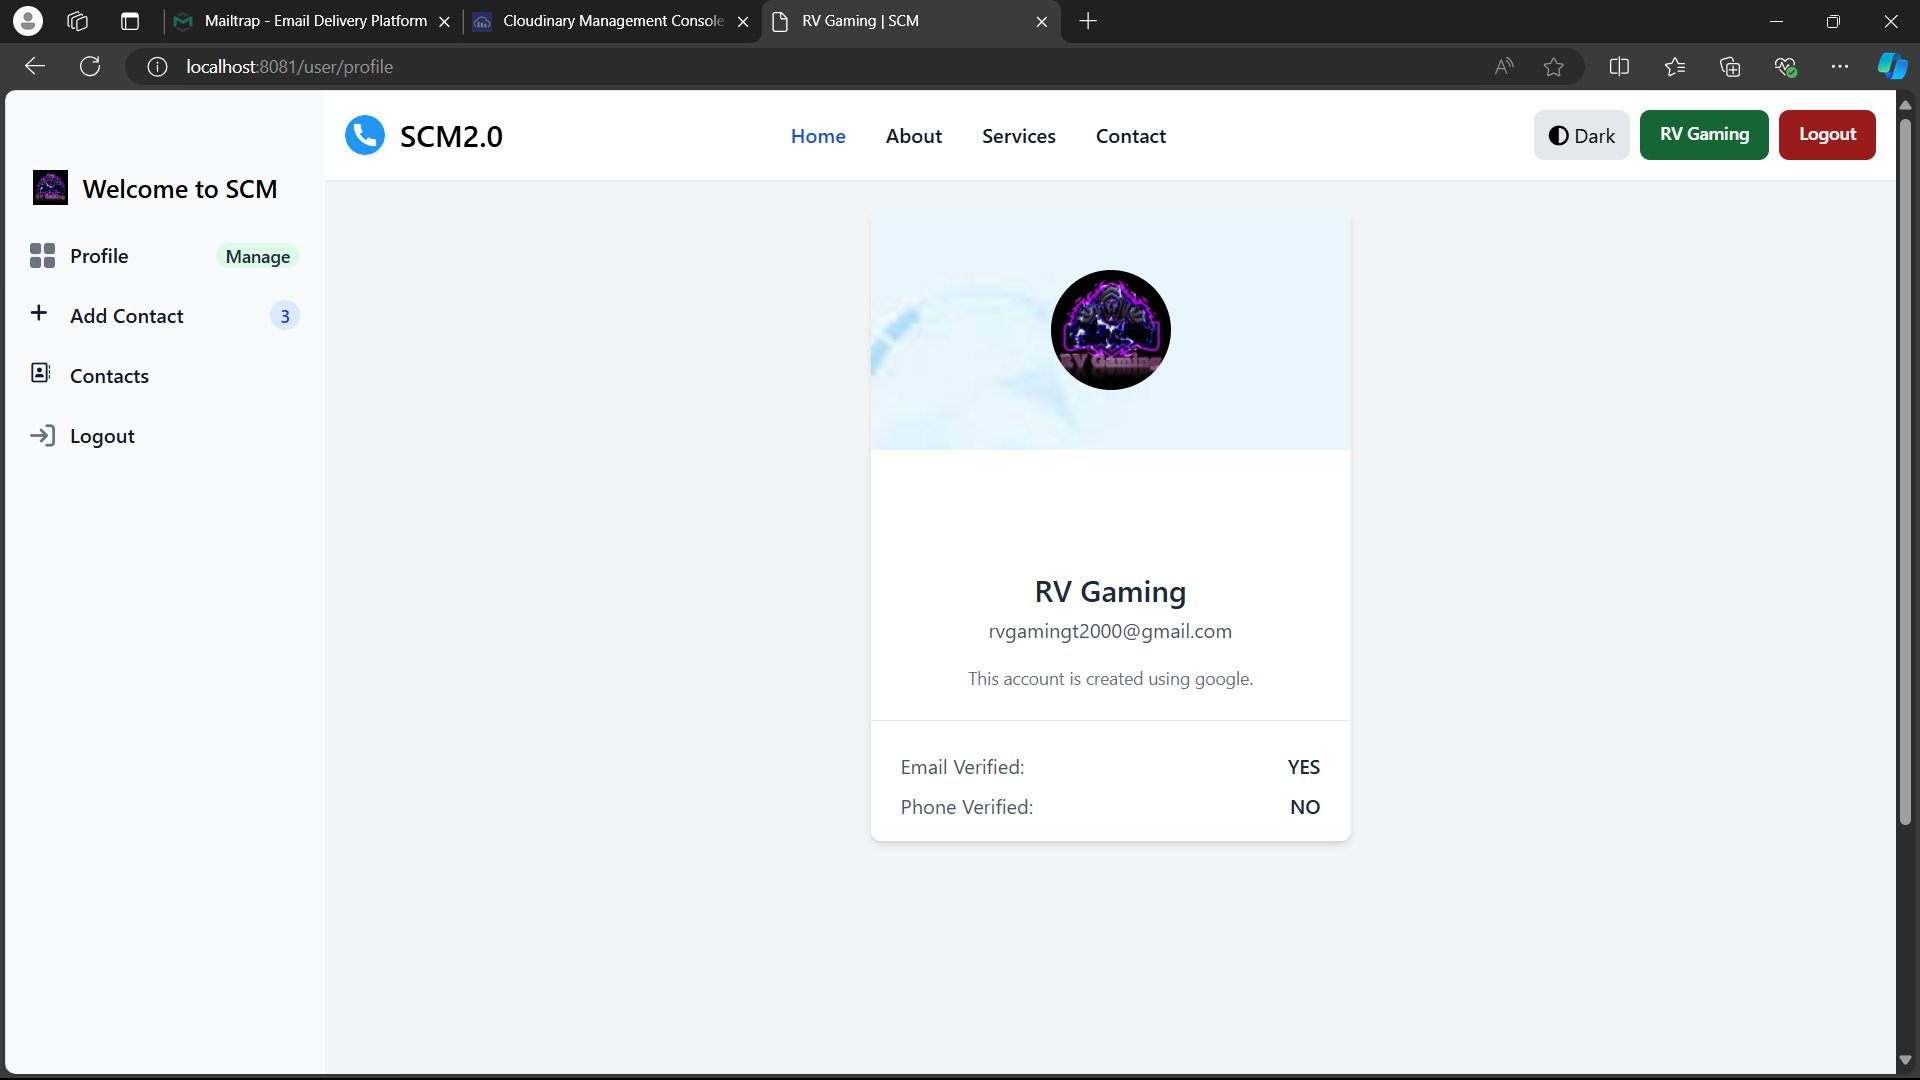 Mailtrap - Email Delivery Platform
Cloudinary Management Console
RV Gaming | SCM
localhost:8081/user/profile
SCM2.0
Home
About
Services
Contact
Dark
RV Gaming
Logout
Welcome to SCM
Profile
Manage
Add Contact
3
Contacts
Logout
RV Gaming
RV Gaming
rvgamingt2000@gmail.com
This account is created using google.
Email Verified: YES
Phone Verified: NO